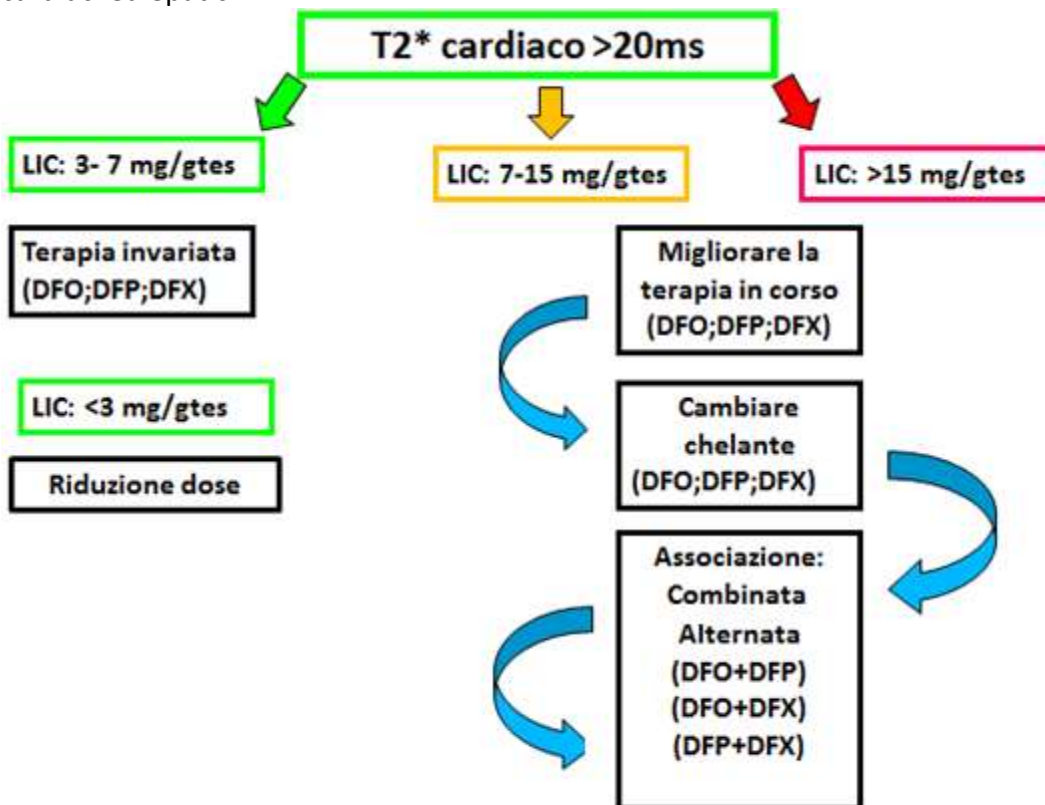 T2* cardiaco >20ms
LIC: 3- 7 mg/gtes
LIC: 7-15 mg/gtes
LIC: >15 mg/gtes
Terapia invariata
(DFO;DFP;DFX)
LIC: <3 mg/gtes
Riduzione dose
Migliorare la
terapia in corso
(DFO;DFP;DFX)
Cambiare
chelante
(DFO;DFP;DFX)
Associazione:
Combinata
Alternata
(DFO+DFP)
(DFO+DFX)
(DFP+DFX)